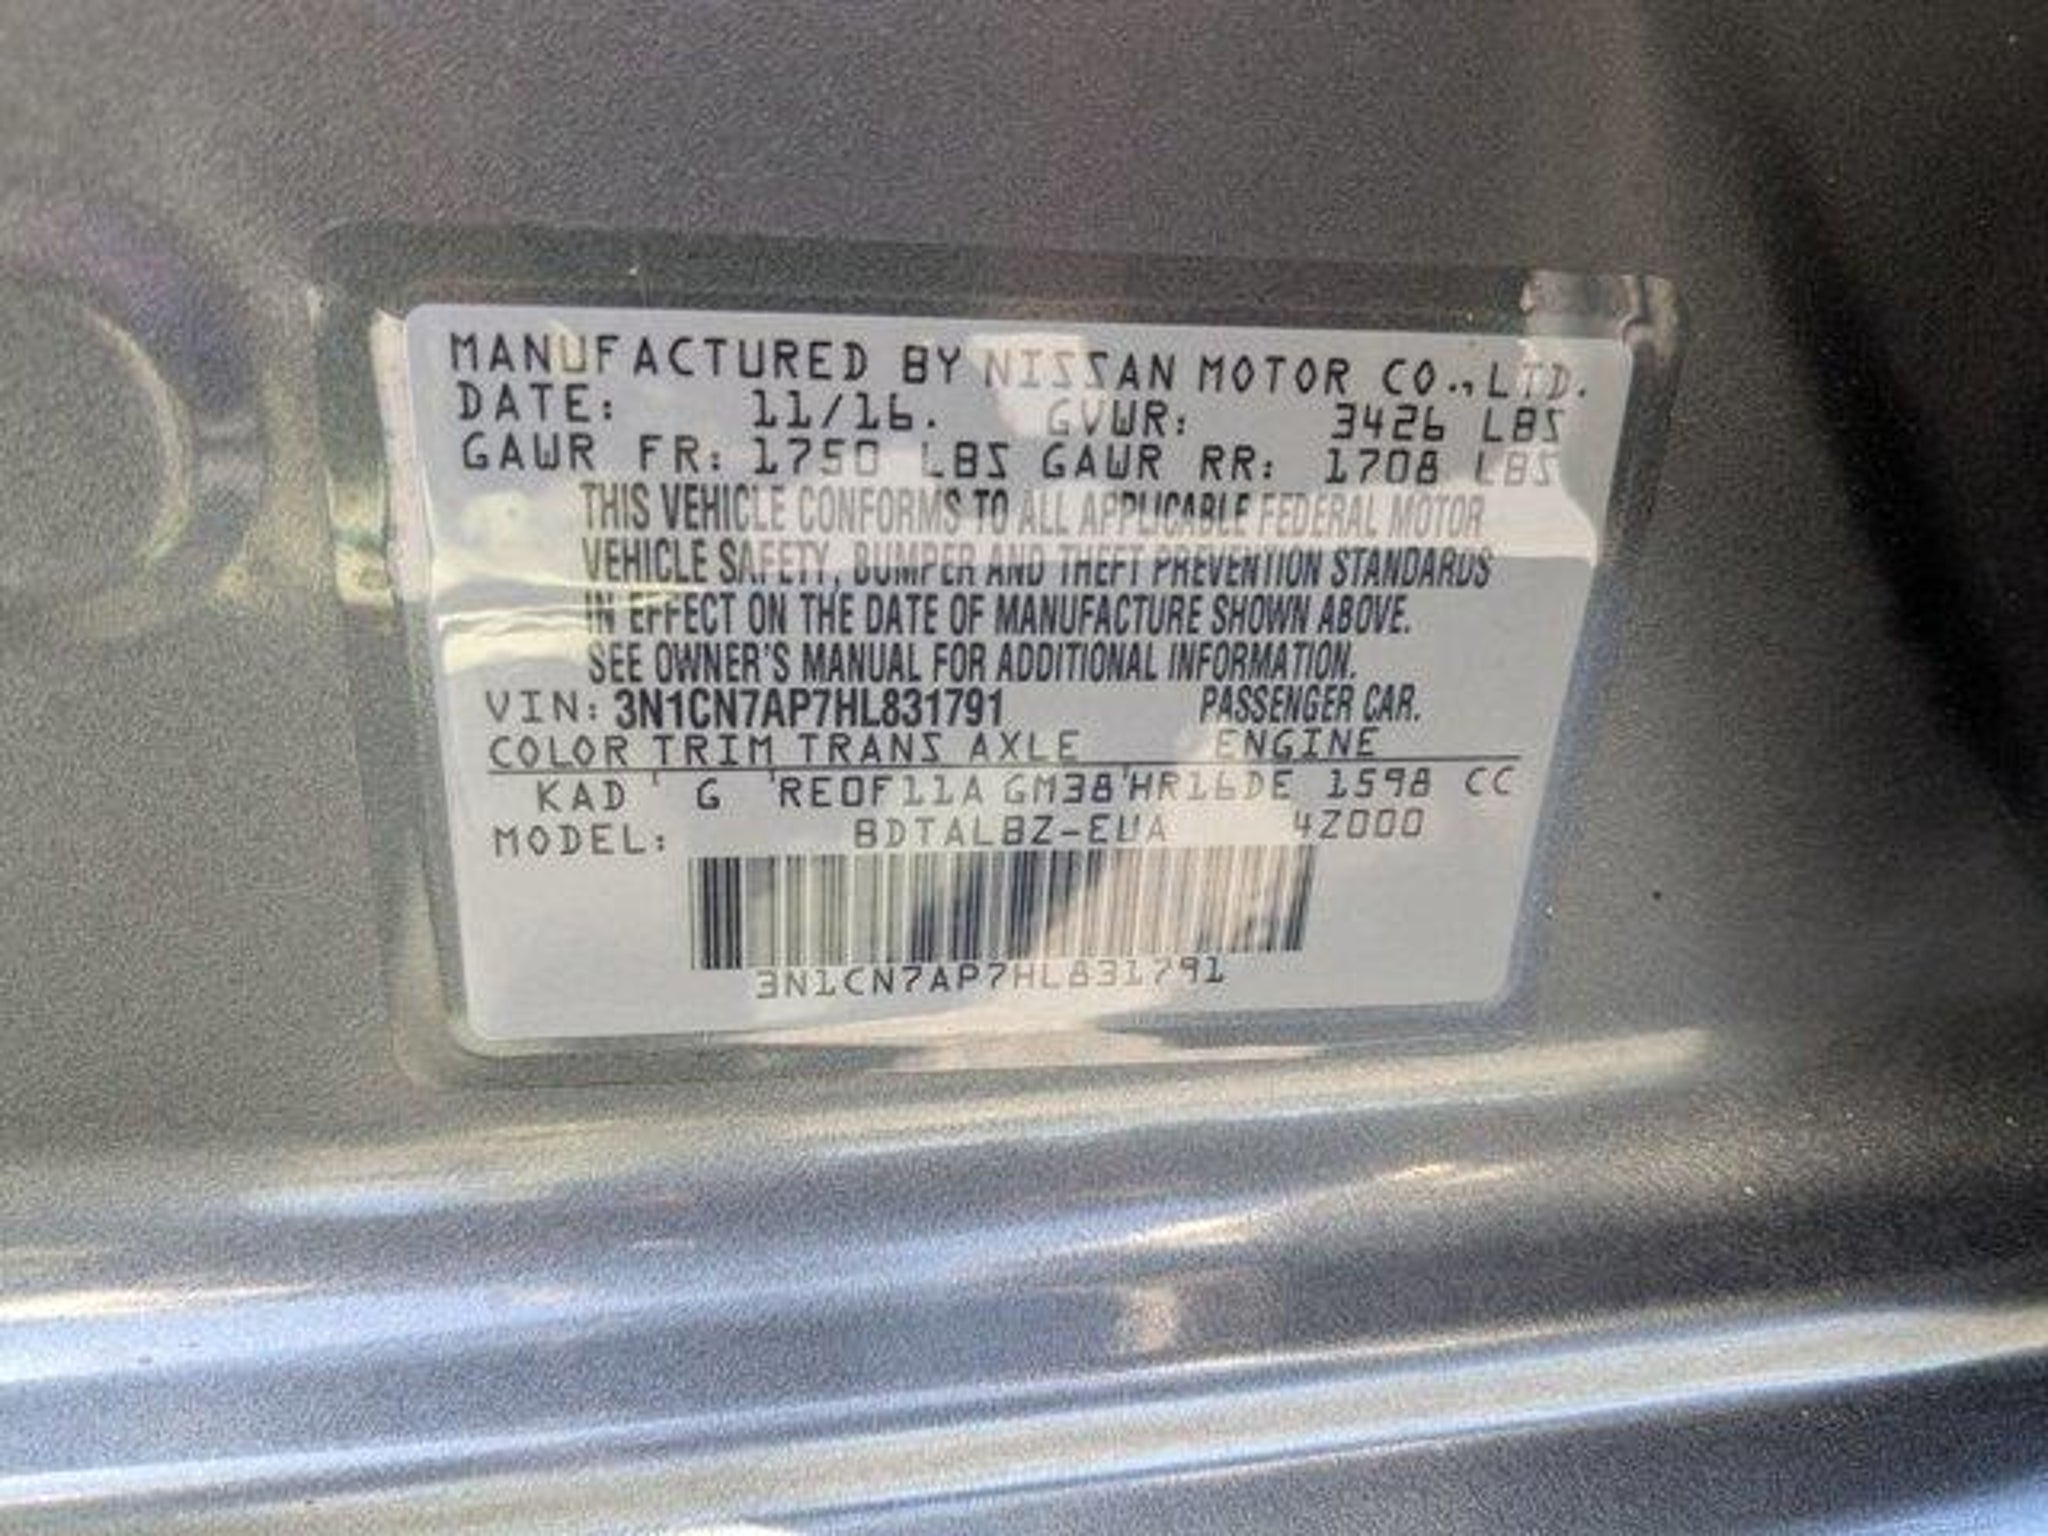 MANUFACTURED BY NISSAN MOTOR CO., LTD.
DATE: 11/16. GVWR: 3426 LBS
GAWR FR: 1750 LBS GAWR RR: 1708 LBS
THIS VEHICLE CONFORMS TO ALL APPLICABLE FEDERAL MOTOR
VEHICLE SAFETY, BUMPER AND THEFT PREVENTION STANDARDS
IN EFFECT ON THE DATE OF MANUFACTURE SHOWN ABOVE.
SEE OWNER'S MANUAL FOR ADDITIONAL INFORMATION.
VIN: 3N1CN7AP7HL831791 PASSENGER CAR.
COLOR TRIM TRANS AXLE ENGINE
KAD ' G 'RE0F11A GM38'HR16DE 1598 CC
MODEL: BDTALBZ-EUA 4Z000
3N1CN7AP7HL831791